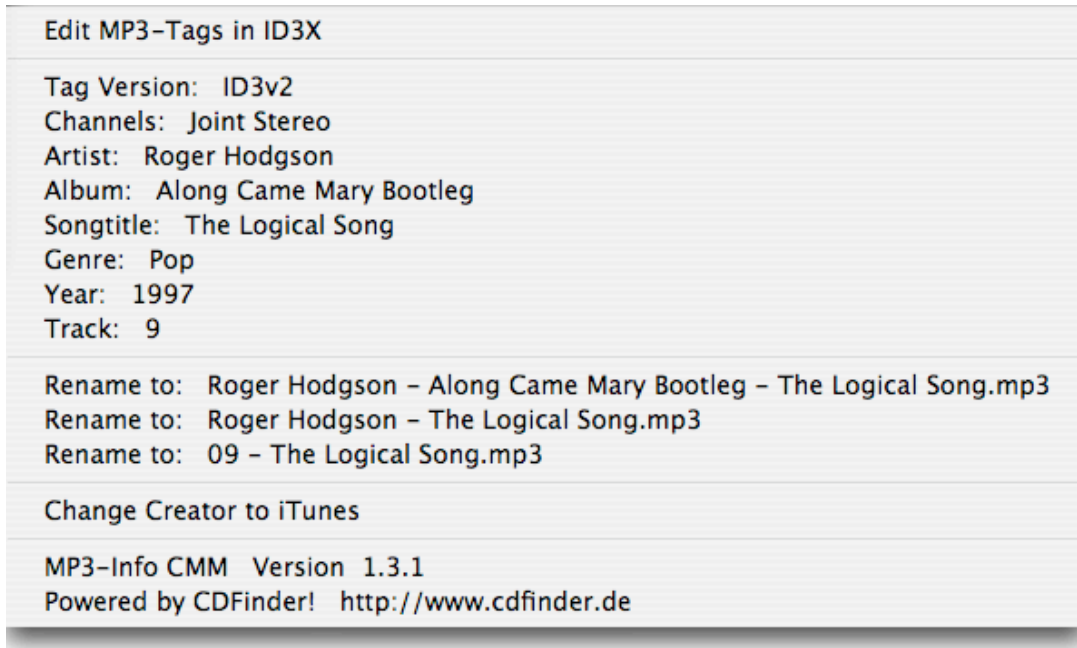 Edit MP3-Tags in ID3X
Tag Version: ID3v2
Channels: Joint Stereo
Artist: Roger Hodgson
Album: Along Came Mary Bootleg
Songtitle: The Logical Song
Genre: Pop
Year: 1997
Track: 9
Rename to: Roger Hodgson - Along Came Mary Bootleg - The Logical Song.mp3
Rename to: Roger Hodgson - The Logical Song.mp3
Rename to: 09 - The Logical Song.mp3
Change Creator to iTunes
MP3-Info CMM Version 1.3.1
Powered by CDFinder! http://www.cdfinder.de